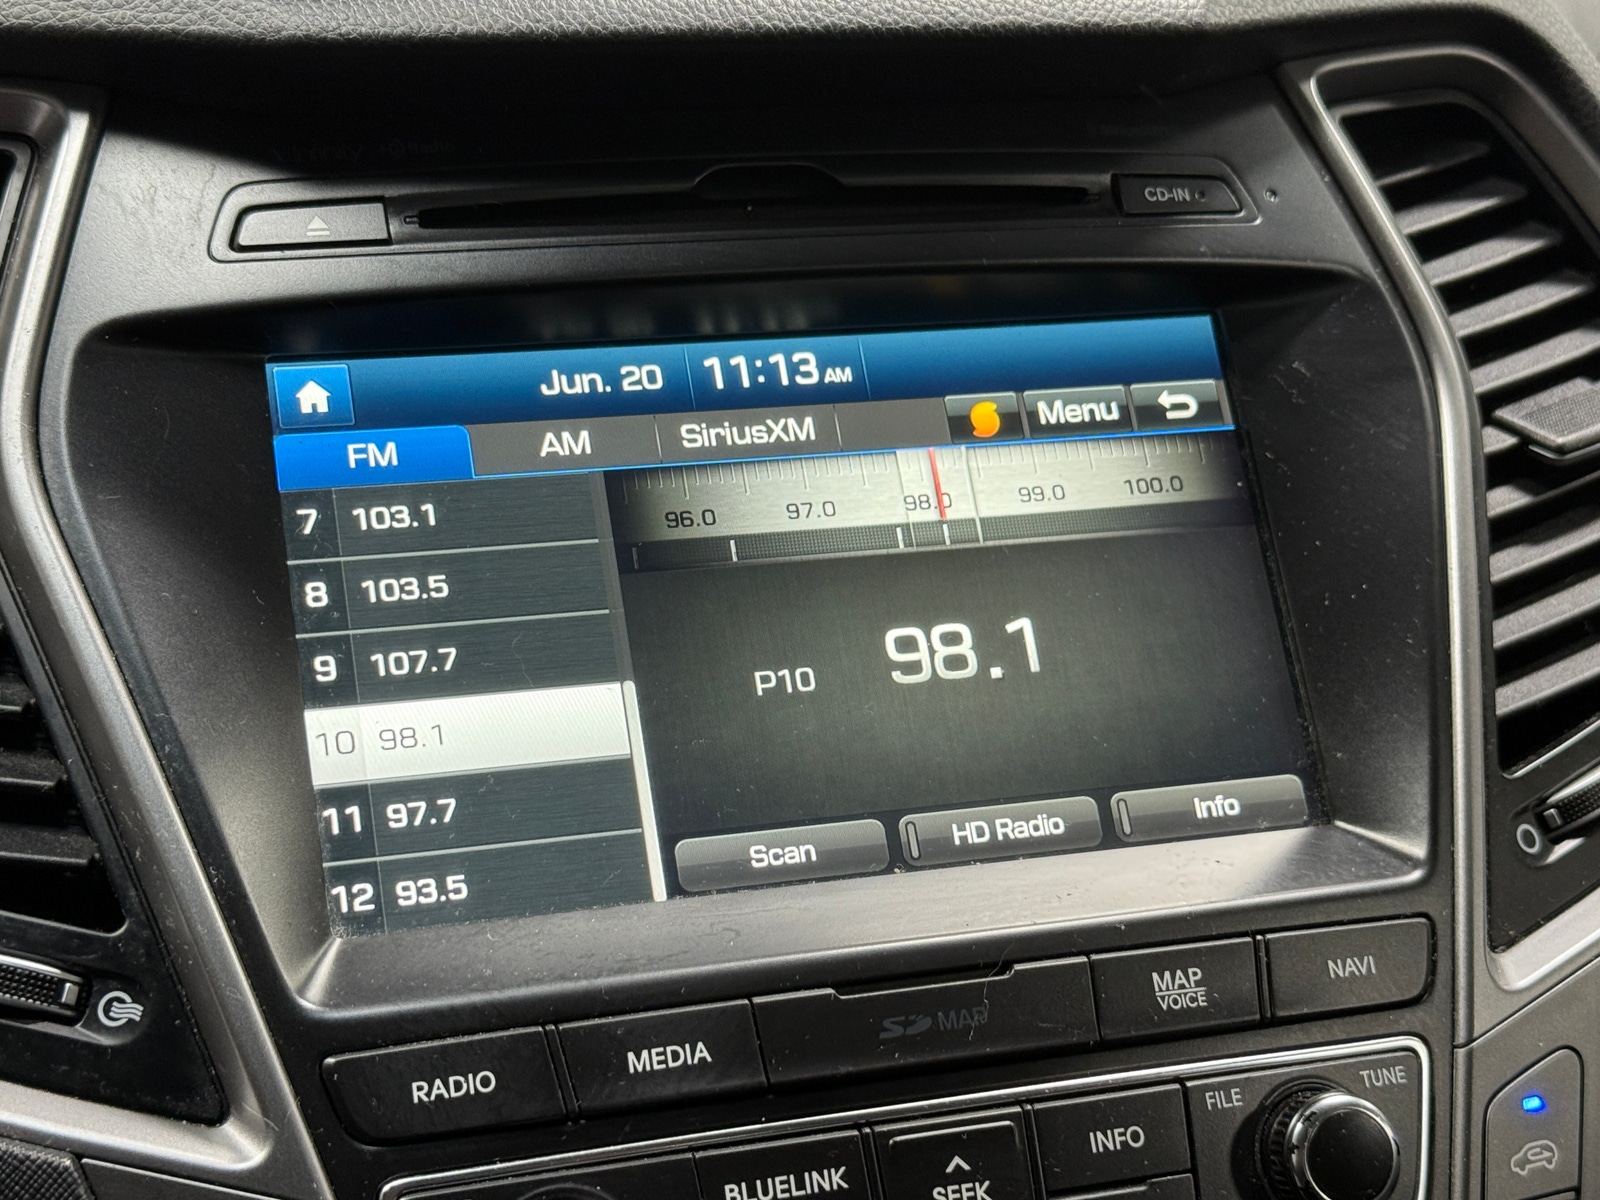 CD-IN
Jun. 20 11:13 AM
FM AM SiriusXM Menu
96.0 97.0 98.0 99.0 100.0
7 103.1
8 103.5
9 107.7
10 98.1
11 97.7
12 93.5
P10 98.1
Scan HD Radio Info
RADIO MEDIA SD MAP MAP VOICE NAVI
FILE TUNE
BLUELINK SEEK INFO